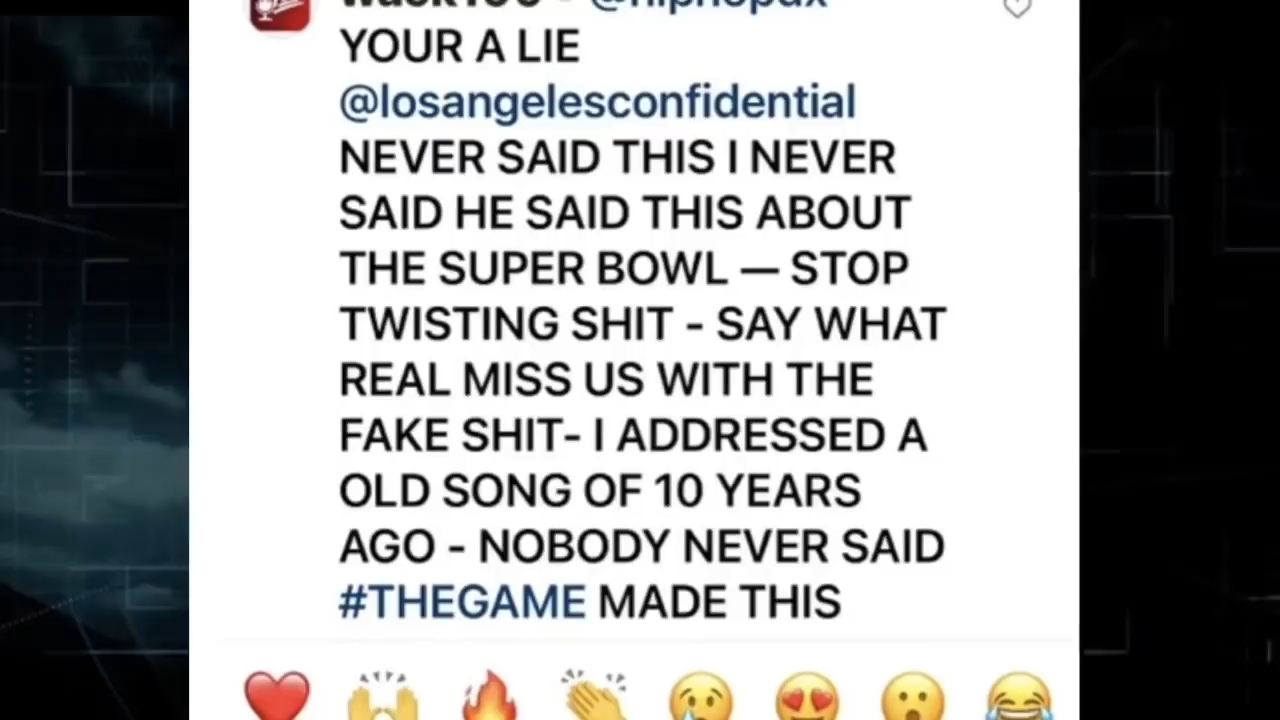 @hiphopdx
YOUR A LIE
@losangelesconfidential
NEVER SAID THIS I NEVER
SAID HE SAID THIS ABOUT
THE SUPER BOWL — STOP
TWISTING SHIT - SAY WHAT
REAL MISS US WITH THE
FAKE SHIT- I ADDRESSED A
OLD SONG OF 10 YEARS
AGO - NOBODY NEVER SAID
#THEGAME MADE THIS